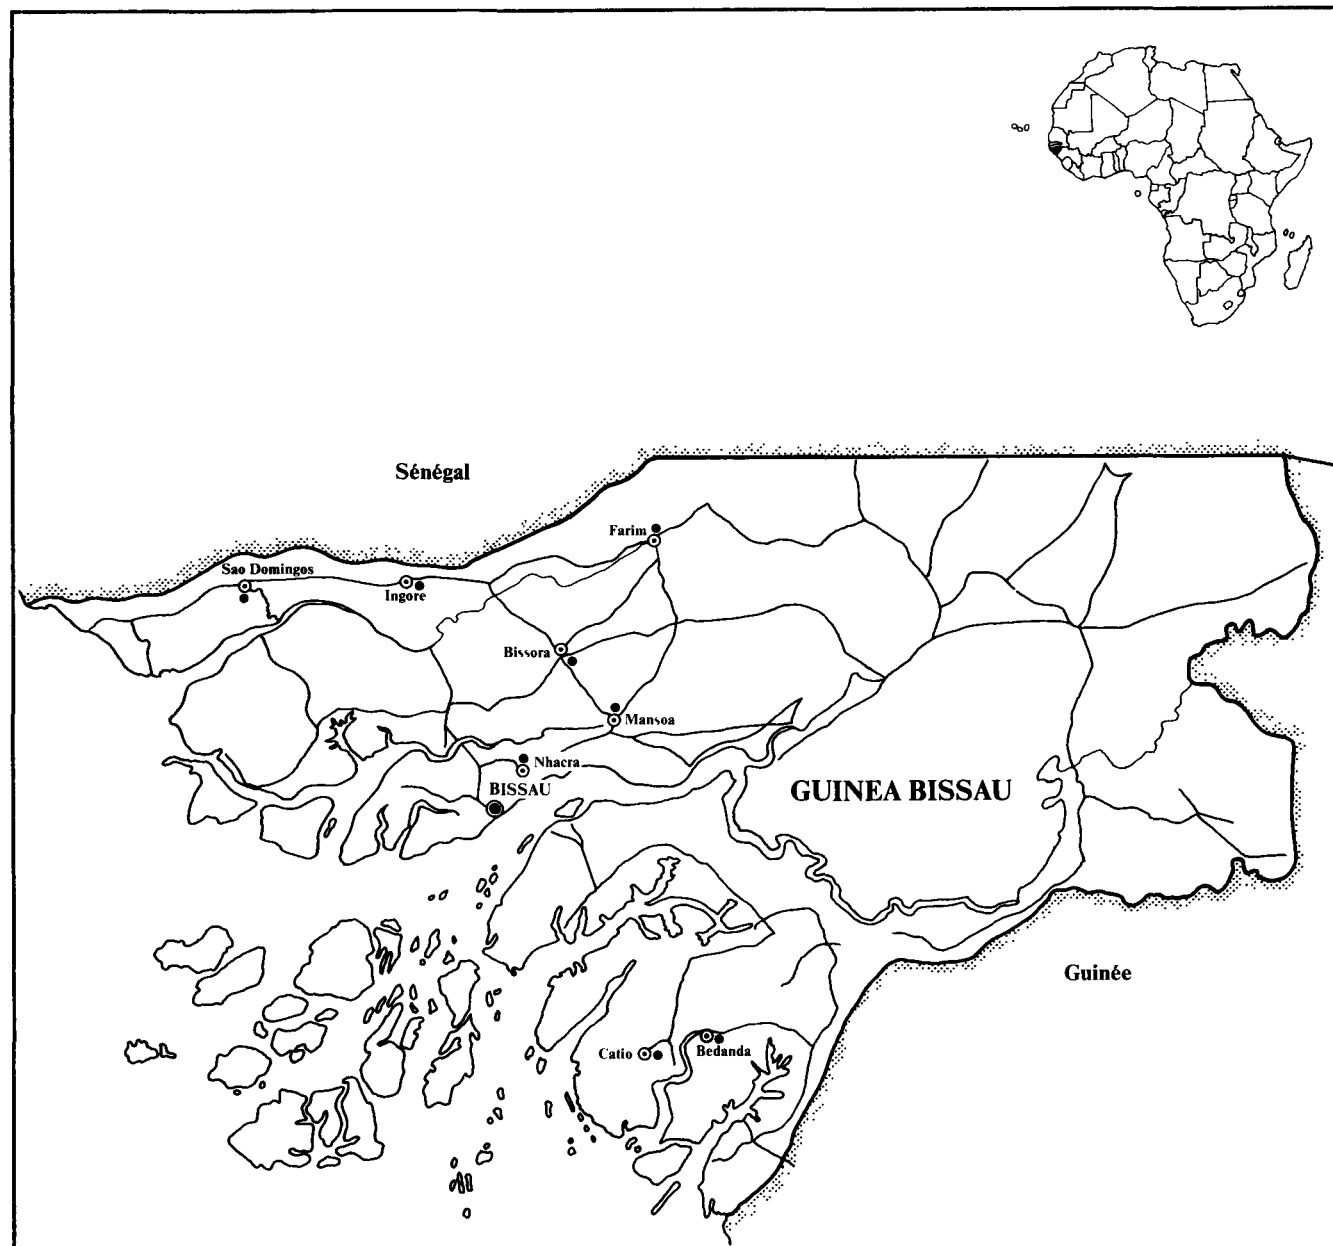 Sénégal
Farim
Sao Domingos
Ingore
Bissora
Mansoa
Nhacra
BISSAU
GUINEA BISSAU
Guinée
Catio
Bedanda